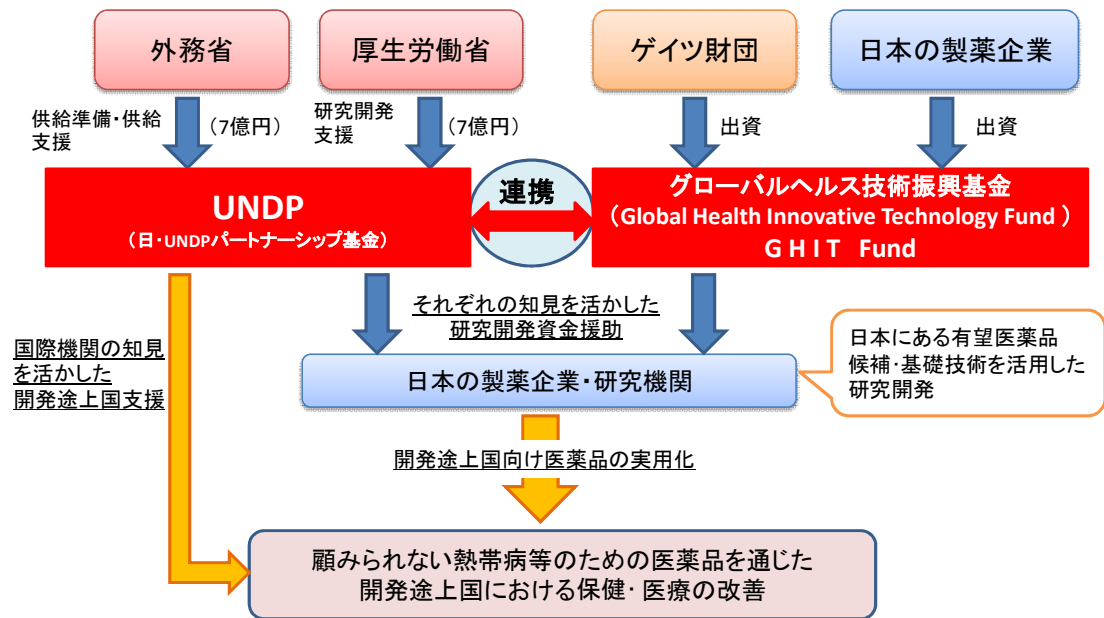 外務省
厚生労働省
ゲイツ財団
日本の製薬企業
供給準備・供給
支援
（7億円）
研究開発
支援
（7億円）
出資
出資
UNDP
（日・UNDPパートナーシップ基金）
連携
グローバルヘルス技術振興基金
（Global Health Innovative Technology Fund ）
G H I T Fund
それぞれの知見を活かした
研究開発資金援助
国際機関の知見
を活かした
開発途上国支援
日本の製薬企業・研究機関
日本にある有望医薬品
候補・基礎技術を活用した
研究開発
開発途上国向け医薬品の実用化
顧みられない熱帯病等のための医薬品を通じた
開発途上国における保健・医療の改善